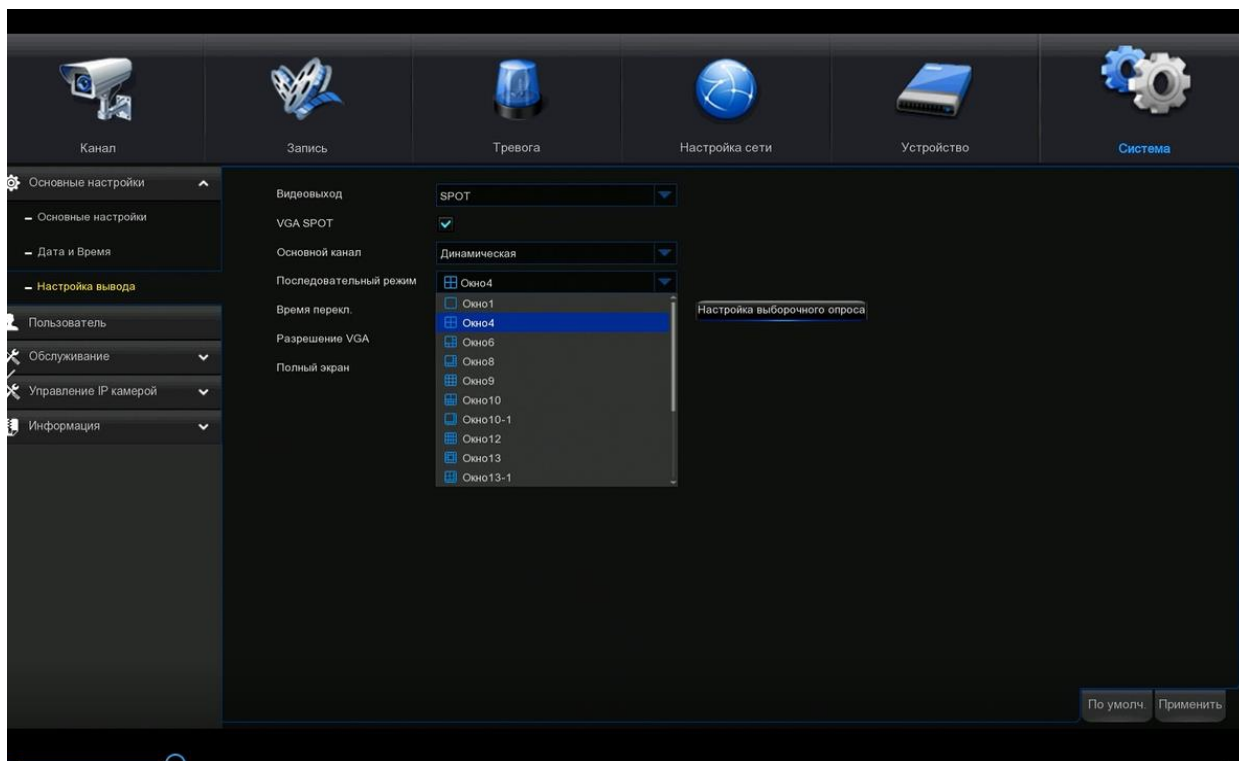 Канал
Запись
Тревога
Настройка сети
Устройство
Система
Основные настройки
Основные настройки
Дата и Время
Настройка вывода
Пользователь
Обслуживание
Управление IP камерой
Информация
Видеовыход
SPOT
VGA SPOT
Основной канал
Динамическая
Последовательный режим
Окно4
Время перекл.
Настройка выборочного опроса
Разрешение VGA
Полный экран
Окно1
Окно4
Окно6
Окно8
Окно9
Окно10
Окно10-1
Окно12
Окно13
Окно13-1
По умолч.
Применить